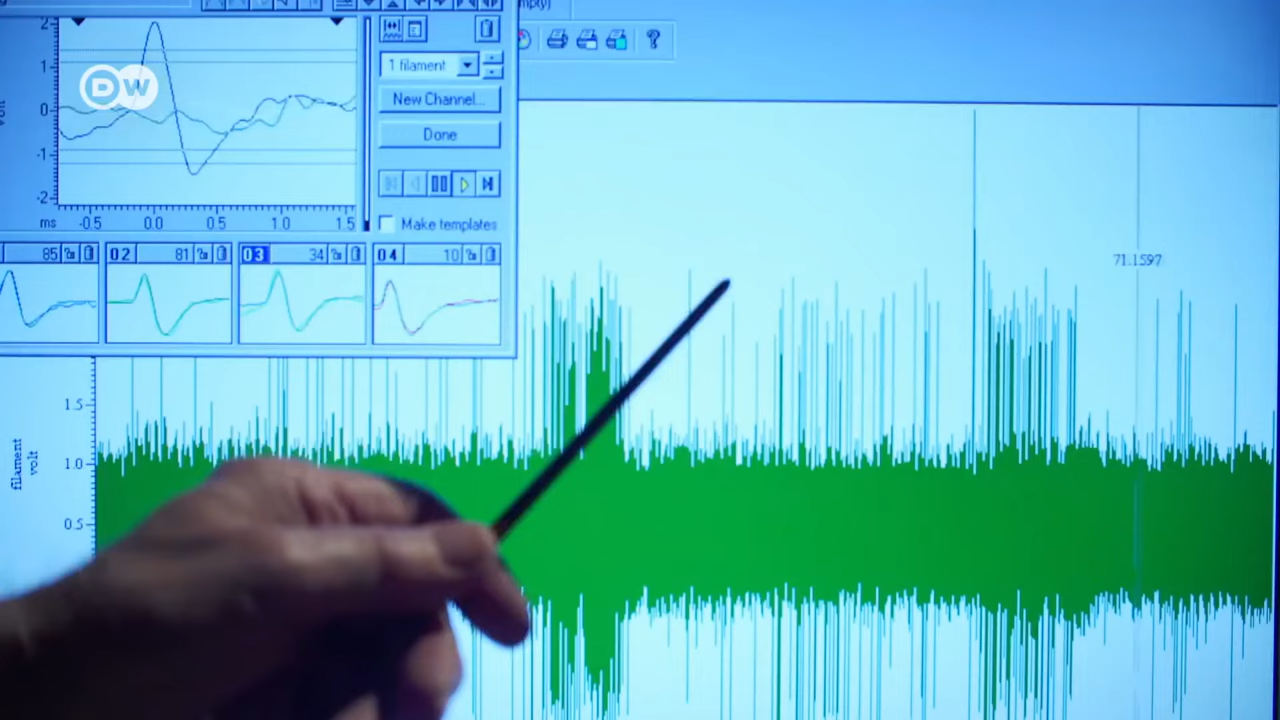 mpty)
2
1
0
-1
-2
volt
DW
1 filament
New Channel...
Done
ms -0.5 0.0 0.5 1.0 1.5
Make templates
85
02 81
03 34
04 10
71.1597
1.5
1.0
0.5
filament
volt